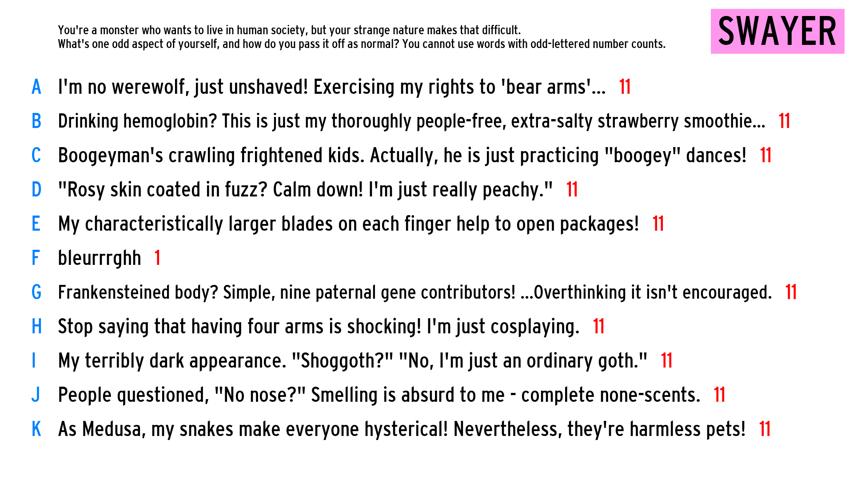 You're a monster who wants to live in human society, but your strange nature makes that difficult.
What's one odd aspect of yourself, and how do you pass it off as normal? You cannot use words with odd-lettered number counts.
SWAYER
A I'm no werewolf, just unshaved! Exercising my rights to 'bear arms'... 11
B Drinking hemoglobin? This is just my thoroughly people-free, extra-salty strawberry smoothie... 11
C Boogeyman's crawling frightened kids. Actually, he is just practicing "boogey" dances! 11
D "Rosy skin coated in fuzz? Calm down! I'm just really peachy." 11
E My characteristically larger blades on each finger help to open packages! 11
F bleurrrghh 1
G Frankensteined body? Simple, nine paternal gene contributors! ...Overthinking it isn't encouraged. 11
H Stop saying that having four arms is shocking! I'm just cosplaying. 11
I My terribly dark appearance. "Shoggoth?" "No, I'm just an ordinary goth." 11
J People questioned, "No nose?" Smelling is absurd to me - complete none-scents. 11
K As Medusa, my snakes make everyone hysterical! Nevertheless, they're harmless pets! 11